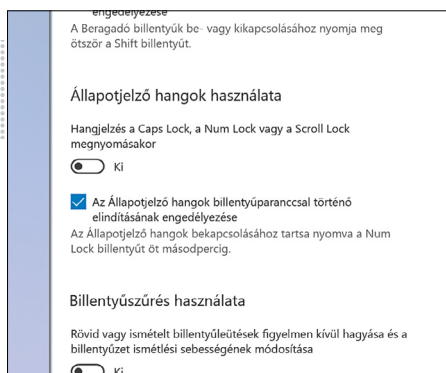 engedélyezése
A Beragadó billentyűk be- vagy kikapcsolásához nyomja meg
ötször a Shift billentyűt.
Állapotjelző hangok használata
Hangjelzés a Caps Lock, a Num Lock vagy a Scroll Lock
megnyomásakor
Ki
Az Állapotjelző hangok billentyűparanccsal történő
elindításának engedélyezése
Az Állapotjelző hangok bekapcsolásához tartsa nyomva a Num
Lock billentyűt öt másodpercig.
Billentyűszűrés használata
Rövid vagy ismételt billentyűleütések figyelmen kívül hagyása és a
billentyűzet ismétlési sebességének módosítása
Ki